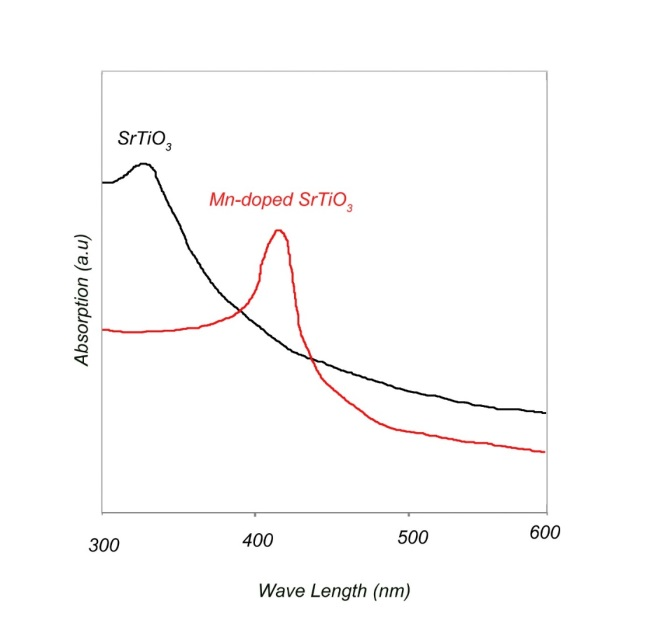 SrTiO3
Mn-doped SrTiO3
Absorption (a.u)
300 400 500 600
Wave Length (nm)